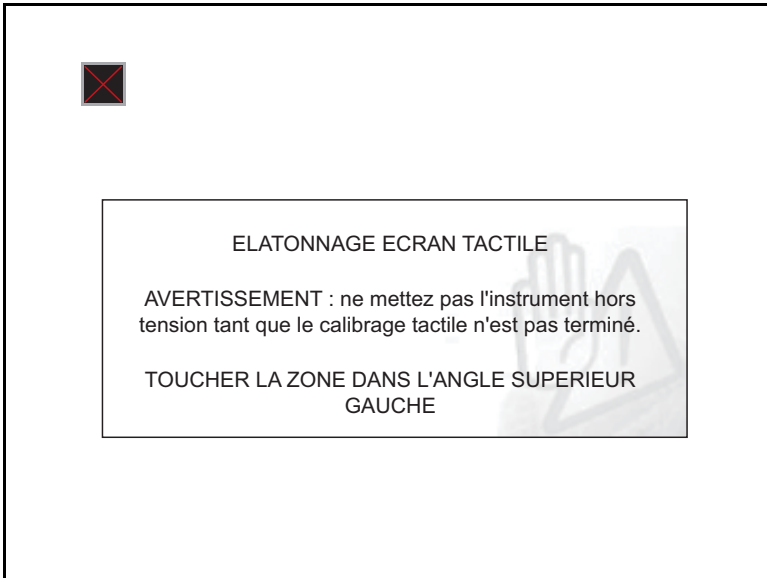 ELATONNAGE ECRAN TACTILE
AVERTISSEMENT : ne mettez pas l'instrument hors
tension tant que le calibrage tactile n'est pas terminé.
TOUCHER LA ZONE DANS L'ANGLE SUPERIEUR
GAUCHE